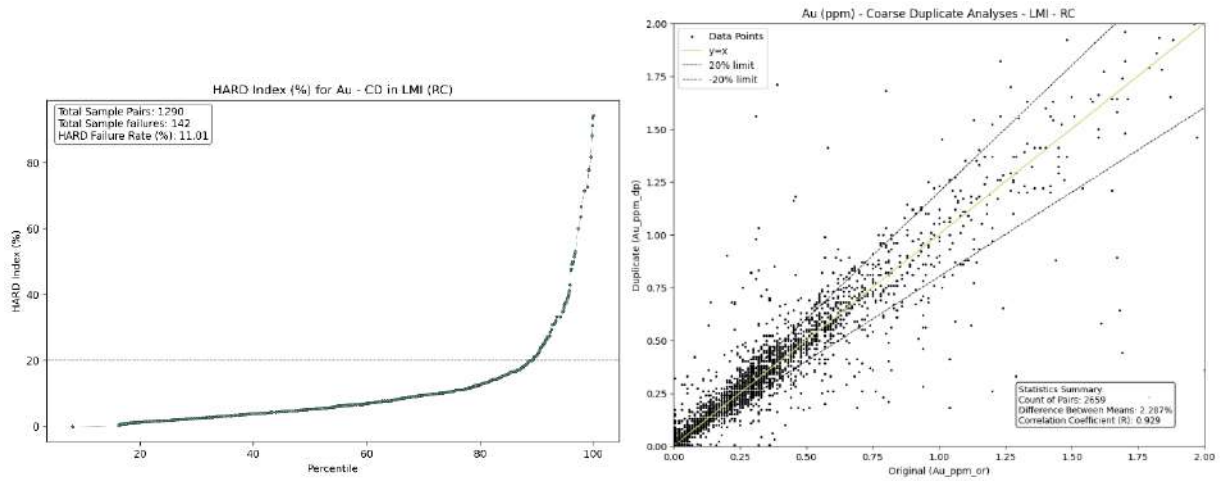 HARD Index (%) for Au - CD in LMI (RC)
Total Sample Pairs: 1290
Total Sample failures: 142
HARD Failure Rate (%): 11.01
HARD Index (%)
80
60
40
20
0
20
40
60
80
100
Percentile
Au (ppm) - Coarse Duplicate Analyses - LMI - RC
Data Points
y=x
20% limit
-20% limit
Duplicate (Au_ppm_dp)
2.00
1.75
1.50
1.25
1.00
0.75
0.50
0.25
0.00
Statistics Summary
Count of Pairs: 2659
Difference Between Means: 2.287%
Correlation Coefficient (R): 0.929
0.00
0.25
0.50
0.75
1.00
1.25
1.50
1.75
2.00
Original (Au_ppm_or)